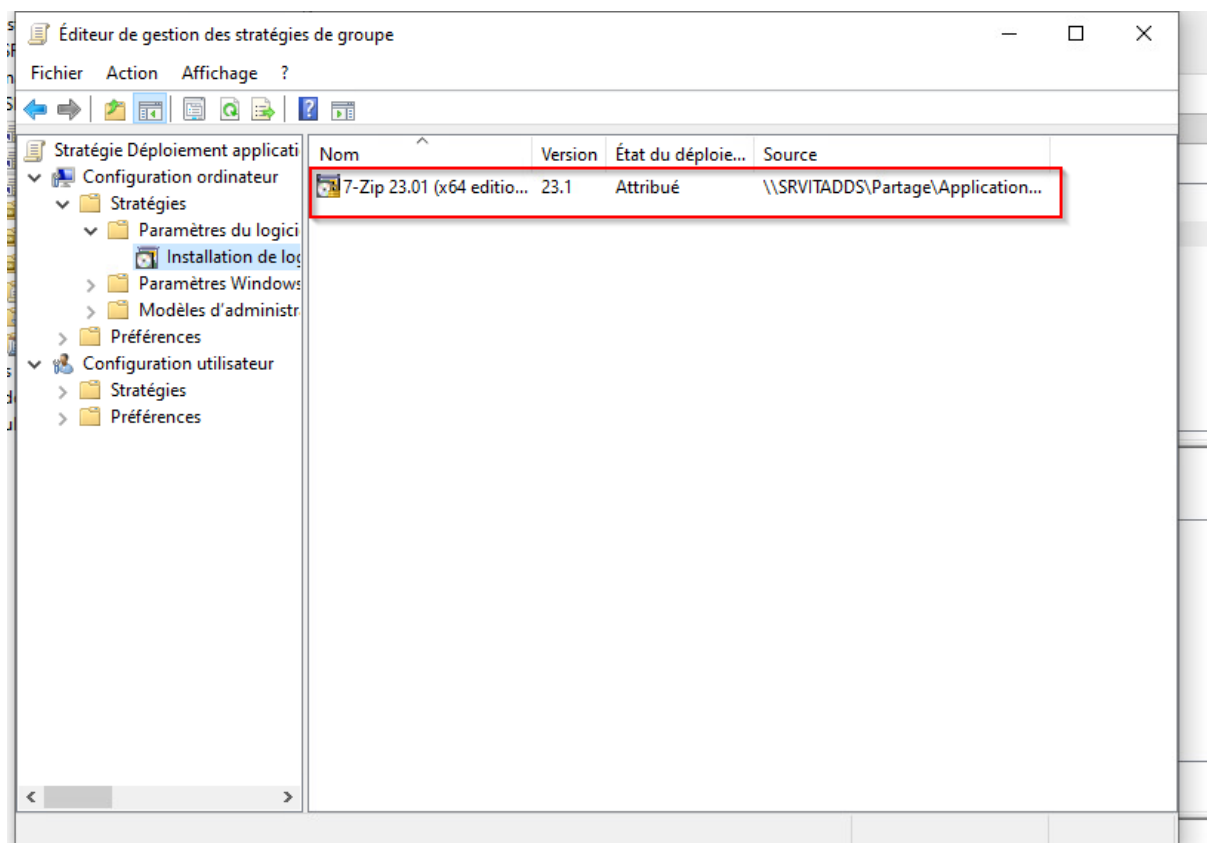 Éditeur de gestion des stratégies de groupe
Fichier Action Affichage ?
Stratégie Déploiement applicati
Configuration ordinateur
Stratégies
Paramètres du logici
Installation de log
Paramètres Windows
Modèles d'administr
Préférences
Configuration utilisateur
Stratégies
Préférences
Nom Version État du déploie... Source
7-Zip 23.01 (x64 editio... 23.1 Attribué \\SRVITADDS\Partage\Application...